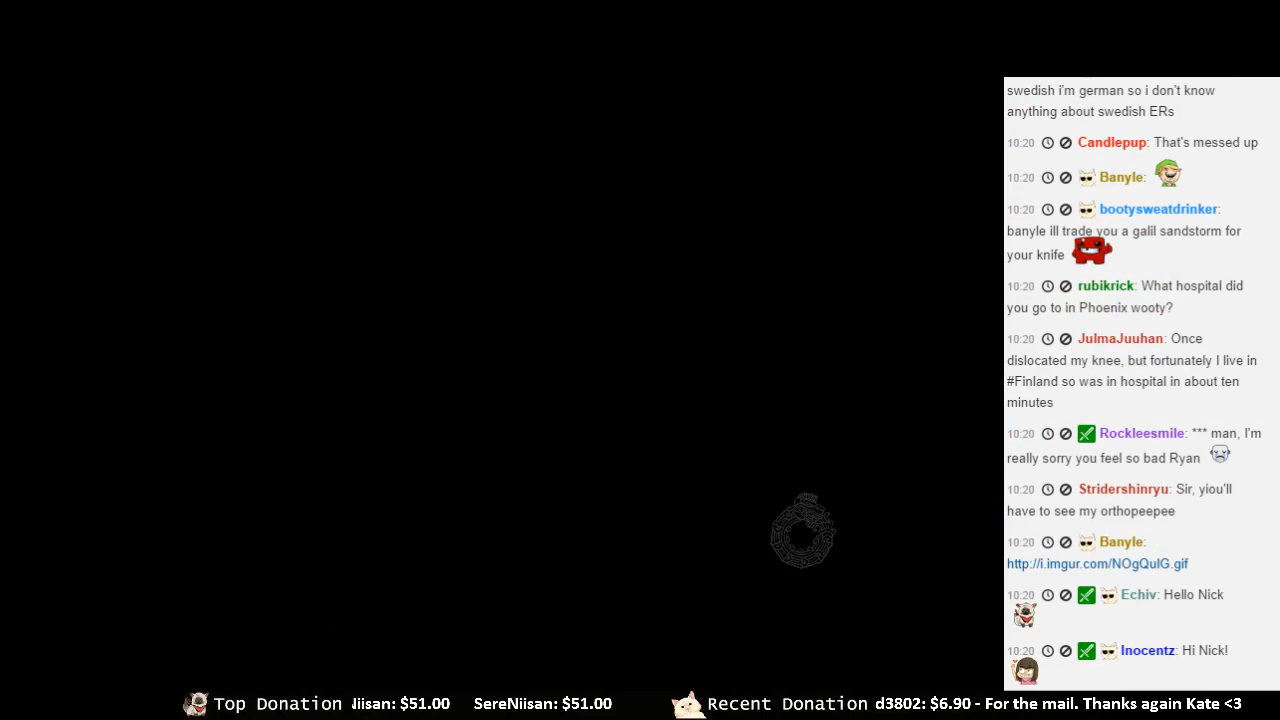 swedish i'm german so i don't know
anything about swedish ERs
10:20 Candlepup: That's messed up
10:20 Banyle:
10:20 bootysweatdrinker:
banyle ill trade you a galil sandstorm for
your knife
10:20 rubikrick: What hospital did
you go to in Phoenix wooty?
10:20 JulmaJuuhan: Once
dislocated my knee, but fortunately I live in
#Finland so was in hospital in about ten
minutes
10:20 Rockleesmile: *** man, I'm
really sorry you feel so bad Ryan
10:20 Stridershinryu: Sir, yiou'll
have to see my orthopeepee
10:20 Banyle:
http://i.imgur.com/NOgQulG.gif
10:20 Echiv: Hello Nick
10:20 Inocentz: Hi Nick!
Top Donation Jiisan: $51.00 SereNiisan: $51.00 Recent Donation d3802: $6.90 - For the mail. Thanks again Kate <3